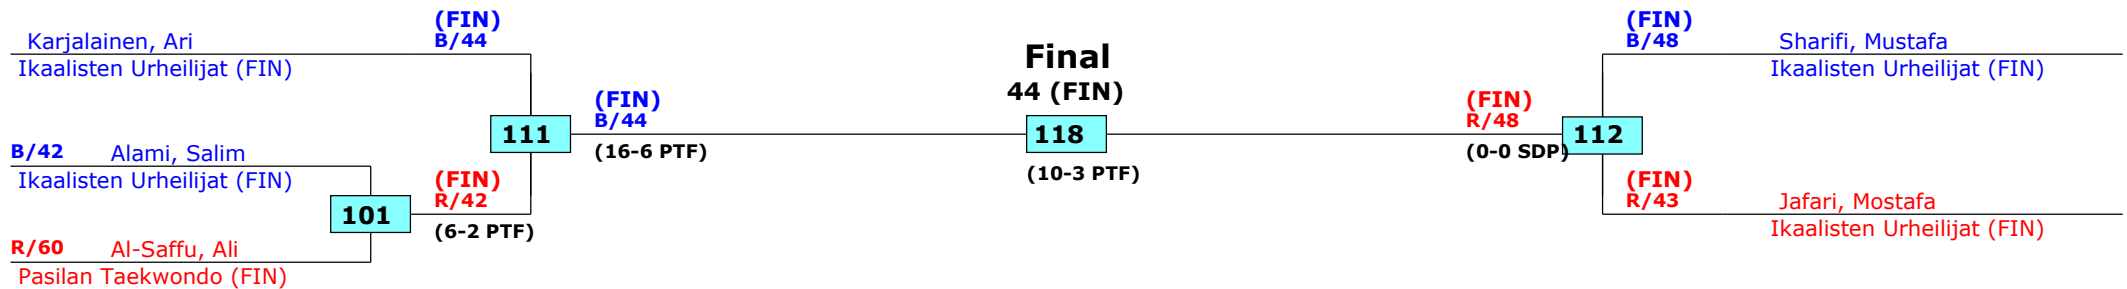 (FIN)
B/44
Karjalainen, Ari
Ikaalisten Urheilijat (FIN)
B/42 Alami, Salim
Ikaalisten Urheilijat (FIN)
R/60 Al-Saffu, Ali
Pasilan Taekwondo (FIN)
101
(FIN)
R/42
(6-2 PTF)
111
(FIN)
B/44
(16-6 PTF)
Final
44 (FIN)
118
(10-3 PTF)
(FIN)
R/48
(0-0 SDP)
112
(FIN)
B/48
Sharifi, Mustafa
Ikaalisten Urheilijat (FIN)
(FIN)
R/43
Jafari, Mostafa
Ikaalisten Urheilijat (FIN)